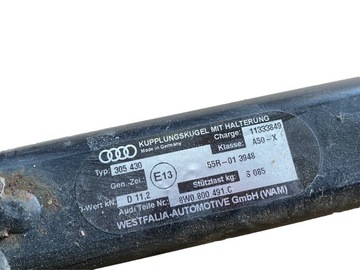 KUPPLUNGSKUGEL MIT HALTERUNG
Made in Germany
Charge: 11333849
Typ: 305 430 Klasse: A50-X
Gen.-Zei.: E13 55R-01 3948
D-Wert kN: D 11.2 Stützlast kg: S 085
Audi Teile Nr.: 8W0.800 491.C
WESTFALIA-AUTOMOTIVE GmbH (WAM)